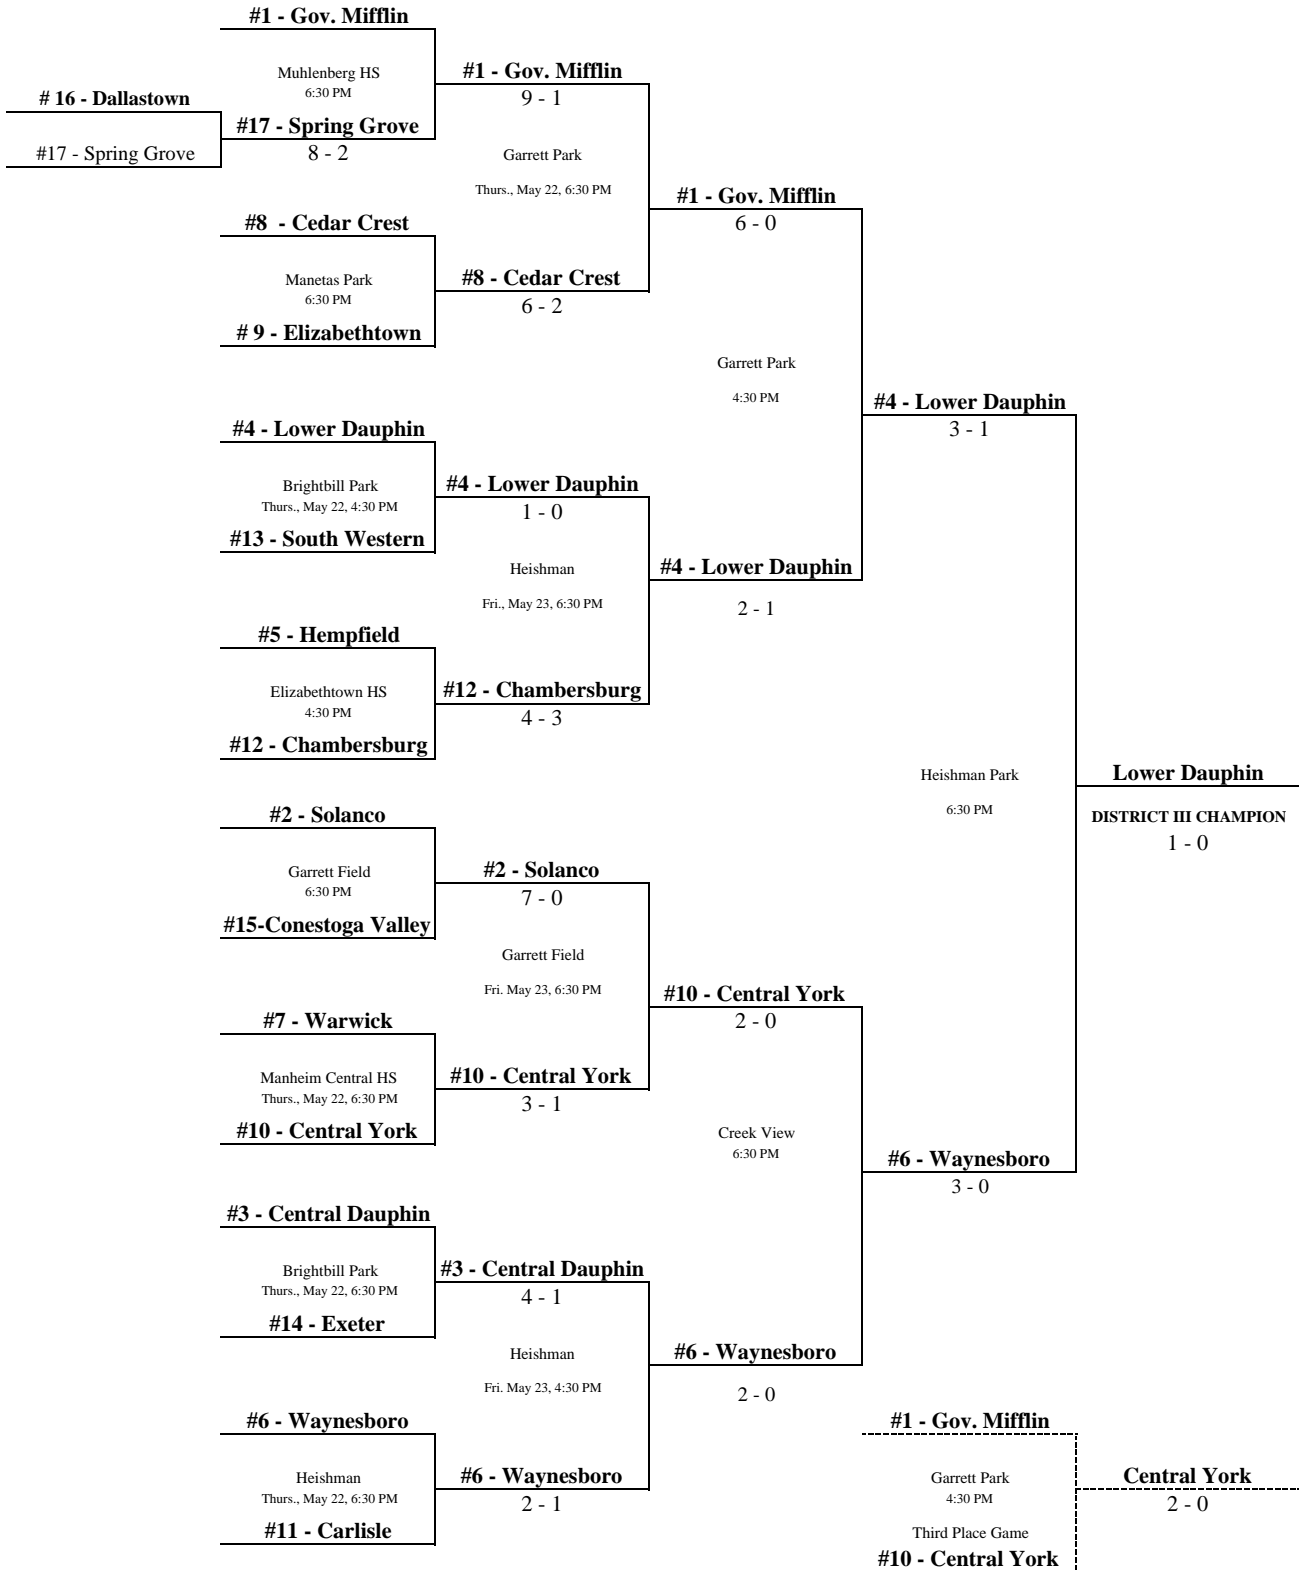 #1 - Gov. Mifflin
Muhlenberg HS
6:30 PM
# 16 - Dallastown
#17 - Spring Grove
#17 - Spring Grove
8 - 2
#1 - Gov. Mifflin
9 - 1
Garrett Park
Thurs., May 22, 6:30 PM
#8  - Cedar Crest
Manetas Park
6:30 PM
# 9 - Elizabethtown
#8 - Cedar Crest
6 - 2
#1 - Gov. Mifflin
6 - 0
Garrett Park
4:30 PM
#4 - Lower Dauphin
Brightbill Park
Thurs., May 22, 4:30 PM
#13 - South Western
#4 - Lower Dauphin
1 - 0
Heishman
Fri., May 23, 6:30 PM
#5 - Hempfield
Elizabethtown HS
4:30 PM
#12 - Chambersburg
#12 - Chambersburg
4 - 3
#4 - Lower Dauphin
2 - 1
#4 - Lower Dauphin
3 - 1
Heishman Park
6:30 PM
Lower Dauphin
DISTRICT III CHAMPION
1 - 0
#2 - Solanco
Garrett Field
6:30 PM
#15-Conestoga Valley
#2 - Solanco
7 - 0
Garrett Field
Fri. May 23, 6:30 PM
#7 - Warwick
Manheim Central HS
Thurs., May 22, 6:30 PM
#10 - Central York
#10 - Central York
3 - 1
#10 - Central York
2 - 0
Creek View
6:30 PM
#6 - Waynesboro
3 - 0
#3 - Central Dauphin
Brightbill Park
Thurs., May 22, 6:30 PM
#14 - Exeter
#3 - Central Dauphin
4 - 1
Heishman
Fri. May 23, 4:30 PM
#6 - Waynesboro
2 - 0
#6 - Waynesboro
Heishman
Thurs., May 22, 6:30 PM
#11 - Carlisle
#6 - Waynesboro
2 - 1
#1 - Gov. Mifflin
Garrett Park
4:30 PM
Third Place Game
#10 - Central York
Central York
2 - 0